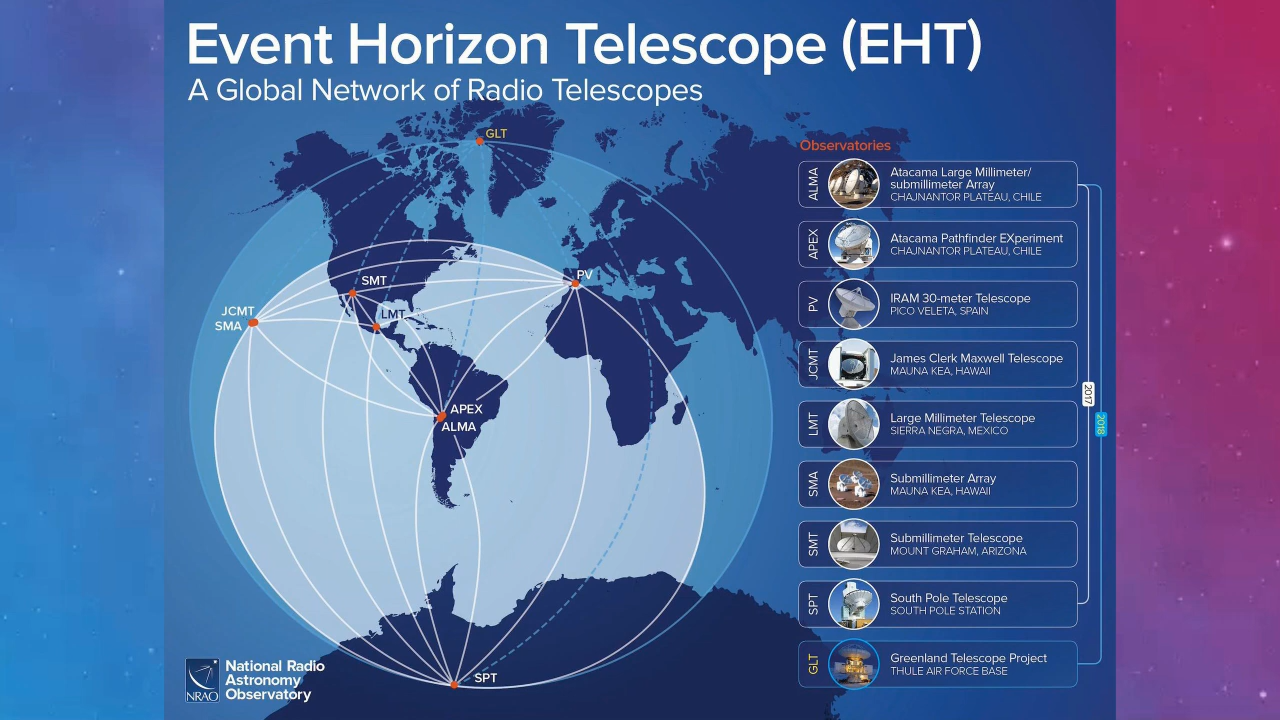 Event Horizon Telescope (EHT)
A Global Network of Radio Telescopes
GLT
SMT
PV
JCMT
SMA
LMT
APEX
ALMA
SPT
Observatories
ALMA
Atacama Large Millimeter/
submillimeter Array
CHAJNANTOR PLATEAU, CHILE
APEX
Atacama Pathfinder EXperiment
CHAJNANTOR PLATEAU, CHILE
PV
IRAM 30-meter Telescope
PICO VELETA, SPAIN
JCMT
James Clerk Maxwell Telescope
MAUNA KEA, HAWAII
LMT
Large Millimeter Telescope
SIERRA NEGRA, MEXICO
SMA
Submillimeter Array
MAUNA KEA, HAWAII
SMT
Submillimeter Telescope
MOUNT GRAHAM, ARIZONA
SPT
South Pole Telescope
SOUTH POLE STATION
GLT
Greenland Telescope Project
THULE AIR FORCE BASE
2017
2018
NRAO
National Radio
Astronomy
Observatory